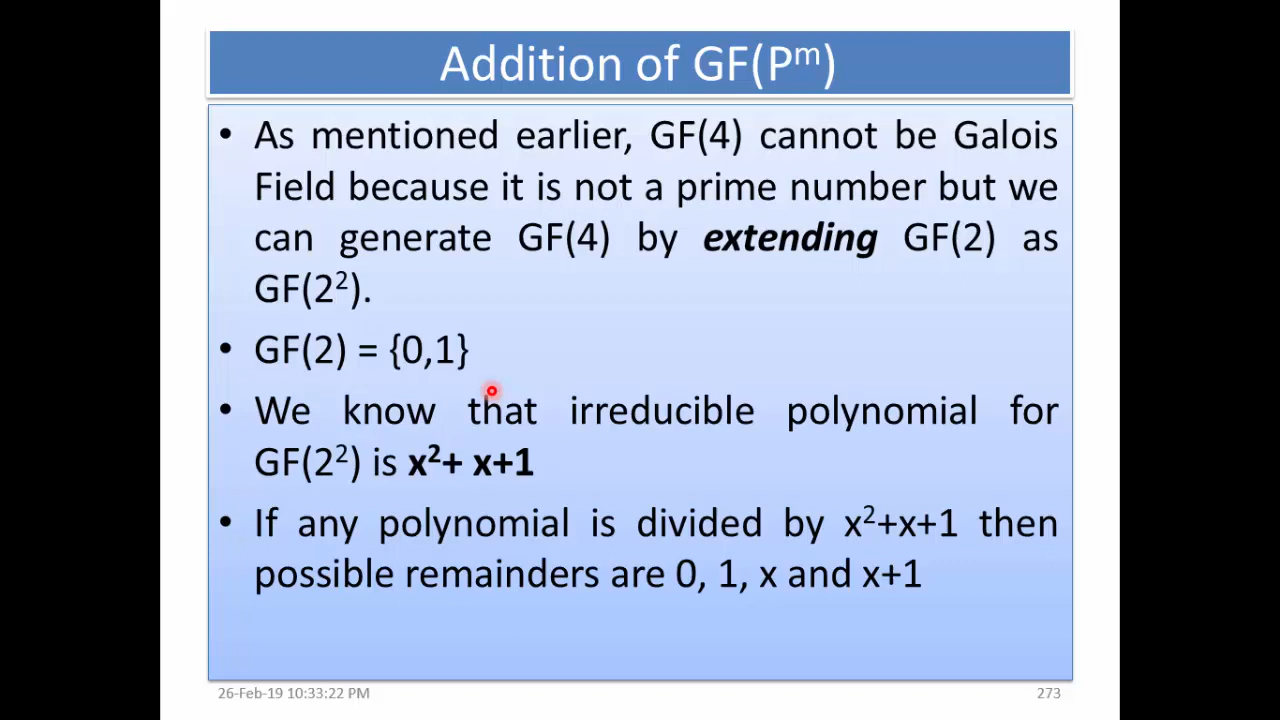 Addition of GF(Pᵐ)
• As mentioned earlier, GF(4) cannot be Galois
Field because it is not a prime number but we
can generate GF(4) by extending GF(2) as
GF(2²).
• GF(2) = {0,1}
• We know that irreducible polynomial for
GF(2²) is x²+ x+1
• If any polynomial is divided by x²+x+1 then
possible remainders are 0, 1, x and x+1
26-Feb-19 10:33:22 PM
273